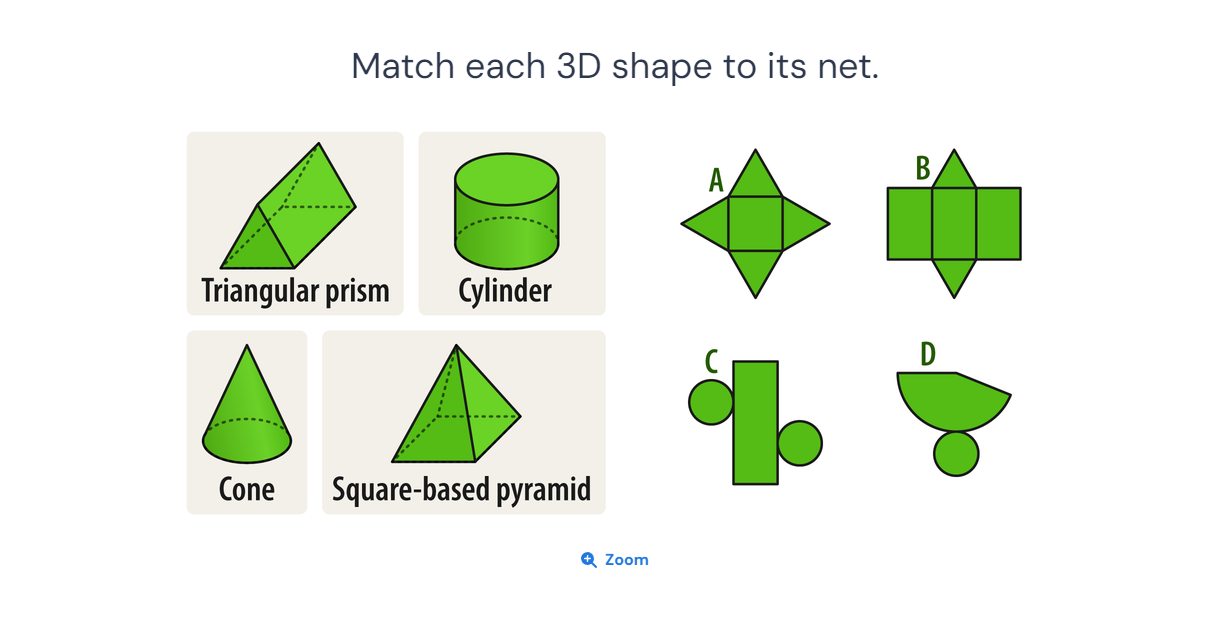 Match each 3D shape to its net.
Triangular prism
Cylinder
Cone
Square-based pyramid
A
B
C
D
Zoom